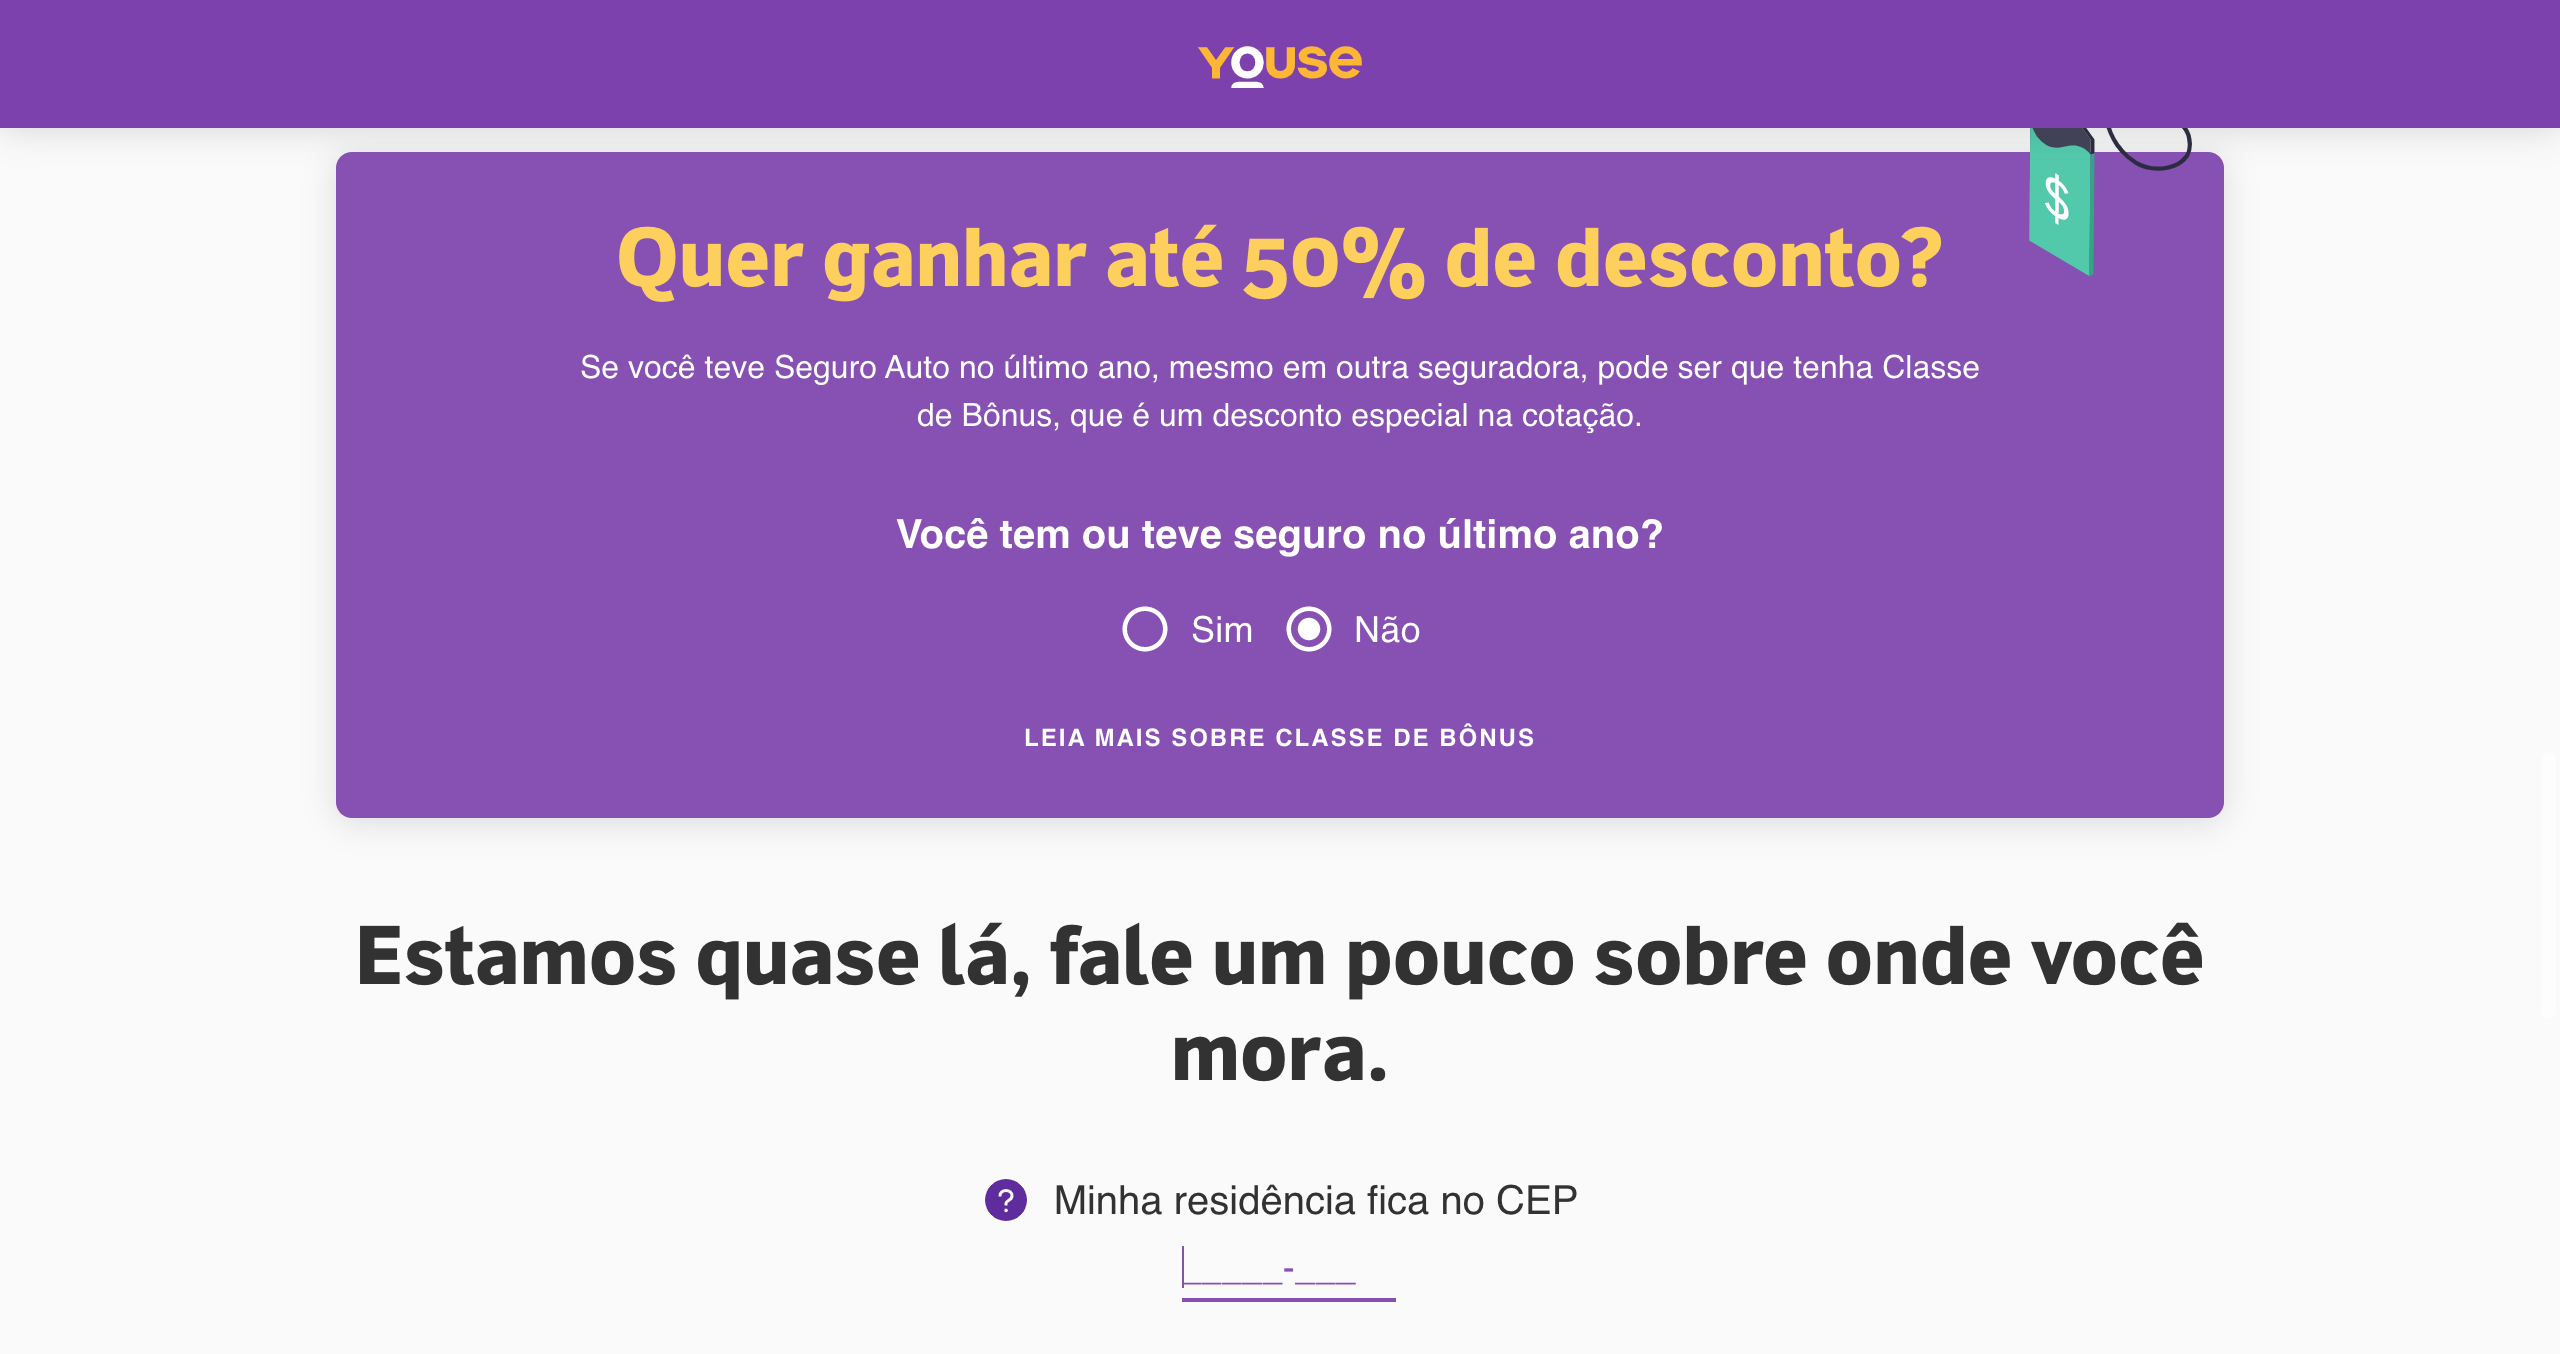 YOUSE
$
Quer ganhar até 50% de desconto?
Se você teve Seguro Auto no último ano, mesmo em outra seguradora, pode ser que tenha Classe
de Bônus, que é um desconto especial na cotação.
Você tem ou teve seguro no último ano?
Sim Não
LEIA MAIS SOBRE CLASSE DE BÔNUS
Estamos quase lá, fale um pouco sobre onde você
mora.
? Minha residência fica no CEP
_____-___